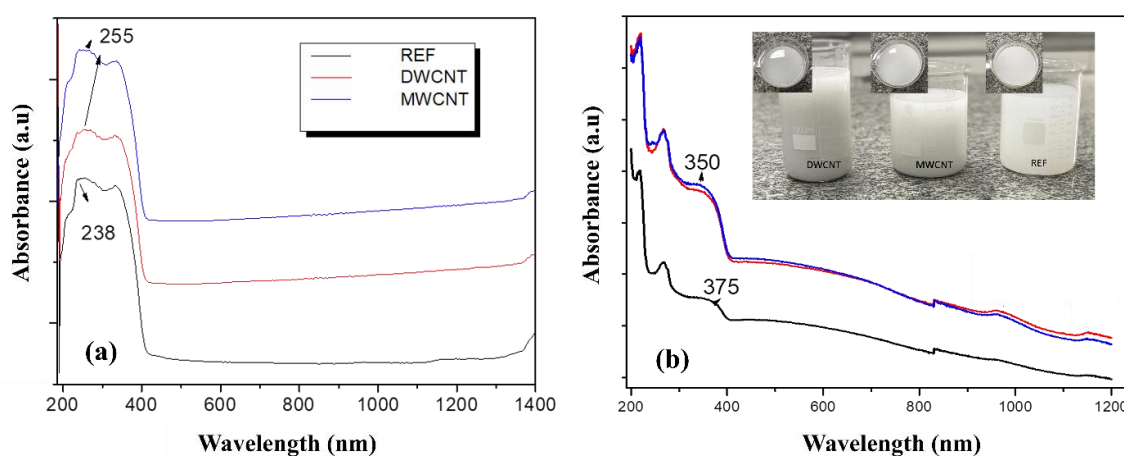 255
REF
DWCNT
MWCNT
238
(a)
Absorbance (a.u)
200
400
600
800
1000
1200
1400
Wavelength (nm)
350
375
DWCNT
MWCNT
REF
(b)
Absorbance (a.u)
200
400
600
800
1000
1200
Wavelength (nm)